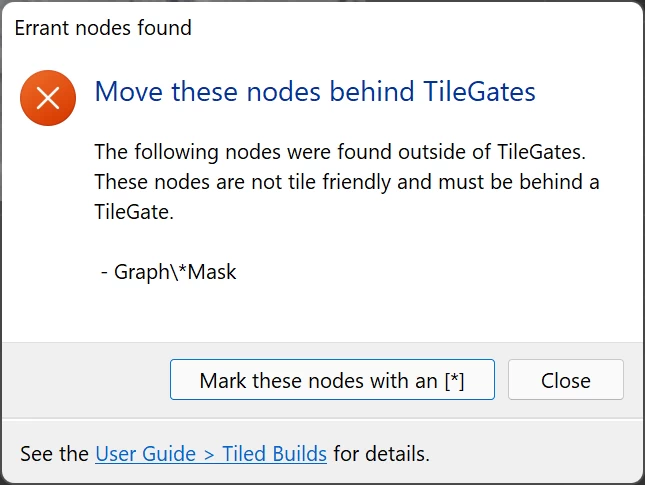 Errant nodes found
Move these nodes behind TileGates
The following nodes were found outside of TileGates.
These nodes are not tile friendly and must be behind a
TileGate.
- Graph\*Mask
Mark these nodes with an [*]
Close
See the User Guide > Tiled Builds for details.